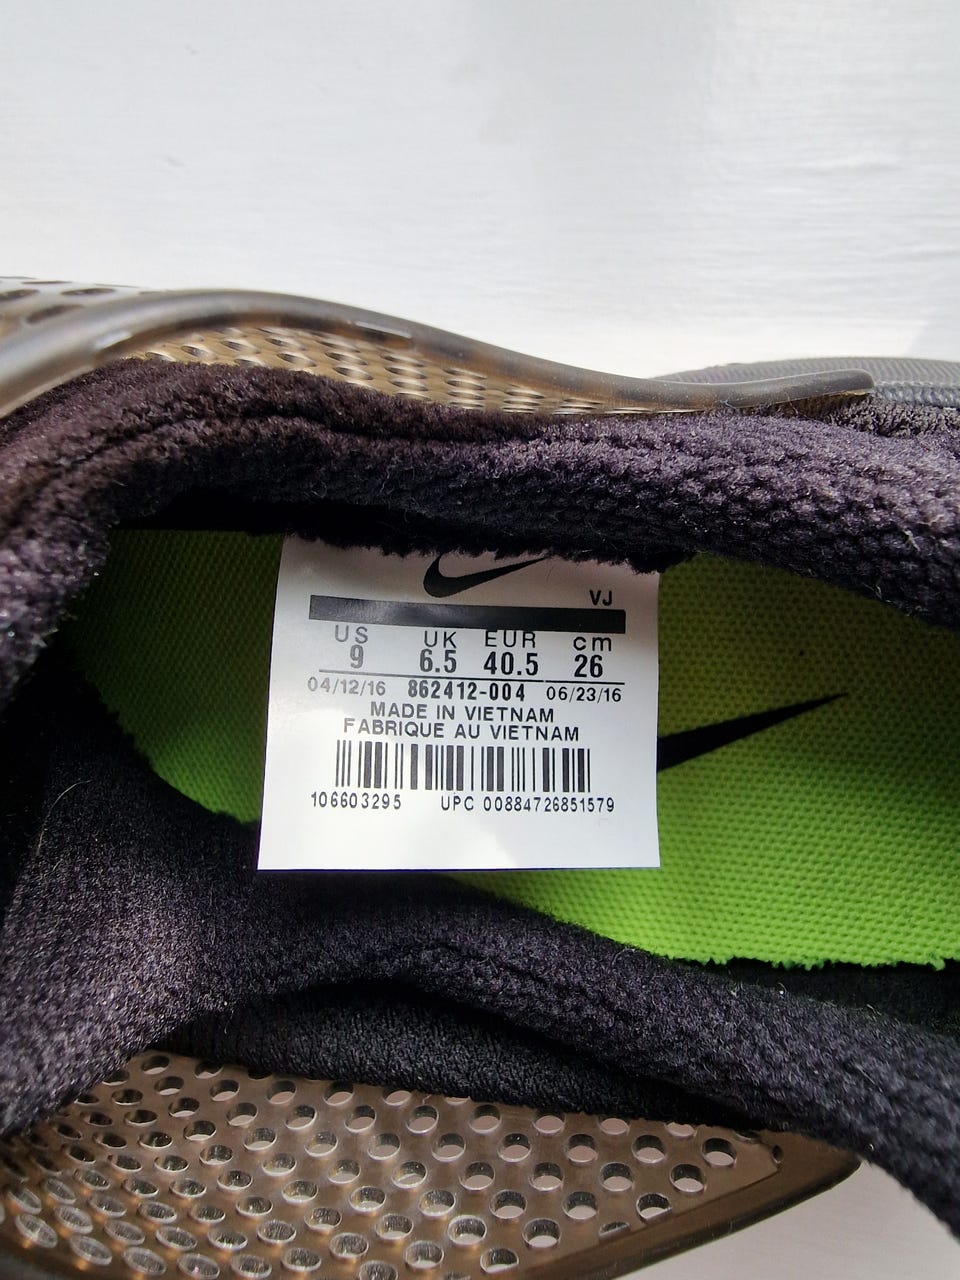 VJ
US UK EUR cm
9 6.5 40.5 26
04/12/16 862412-004 06/23/16
MADE IN VIETNAM
FABRIQUE AU VIETNAM
106603295 UPC 00884726851579